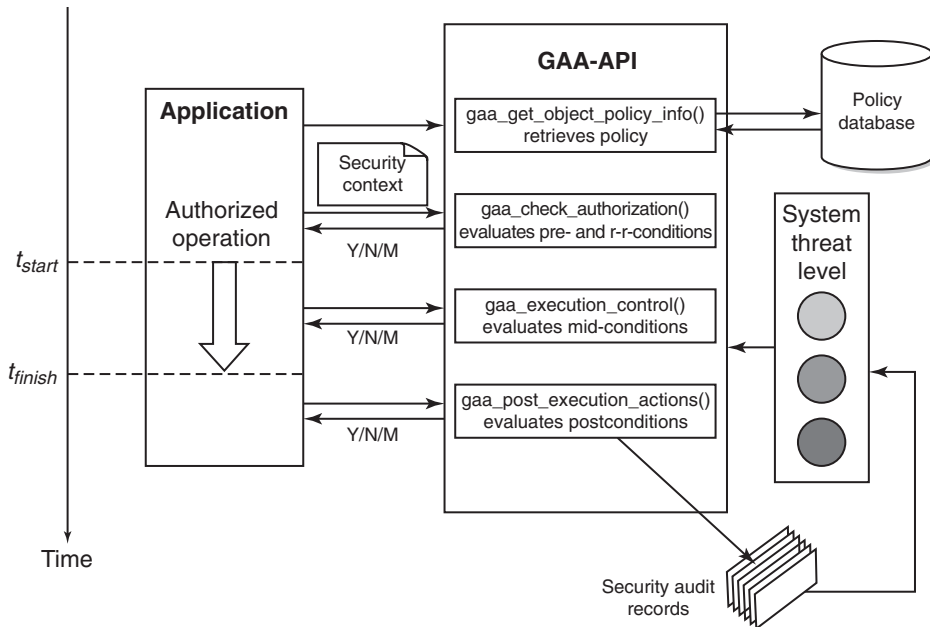 GAA-API
Application
gaa_get_object_policy_info()
retrieves policy
Policy
database
Security
context
gaa_check_authorization()
evaluates pre- and r-r-conditions
Y/N/M
System
threat
level
Authorized
operation
t_start
gaa_execution_control()
evaluates mid-conditions
Y/N/M
t_finish
gaa_post_execution_actions()
evaluates postconditions
Y/N/M
Time
Security audit
records